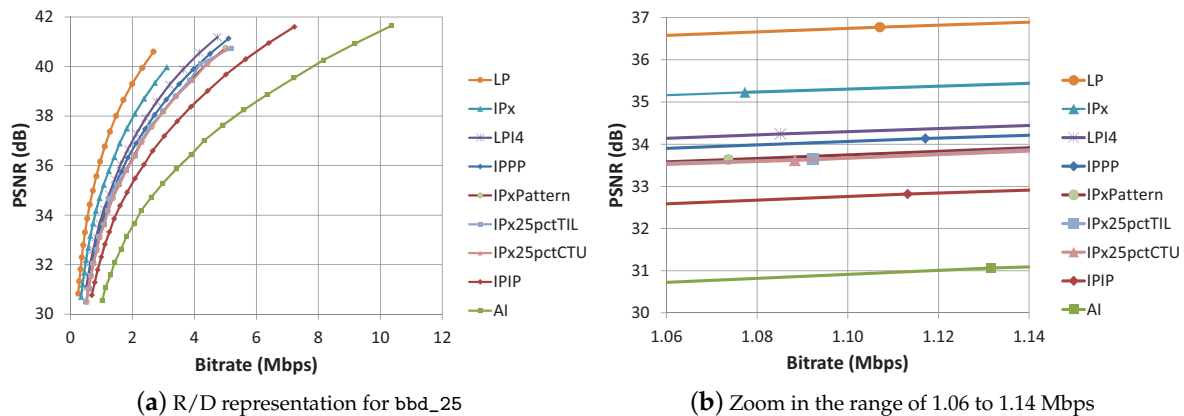 42
40
38
36
34
32
30
PSNR (dB)
0 2 4 6 8 10 12
Bitrate (Mbps)
LP
IPx
LPI4
IPPP
IPxPattern
IPx25pctTIL
IPx25pctCTU
IPIP
AI
(a) R/D representation for bbd_25
37
36
35
34
33
32
31
30
PSNR (dB)
1.06 1.08 1.10 1.12 1.14
Bitrate (Mbps)
LP
IPx
LPI4
IPPP
IPxPattern
IPx25pctTIL
IPx25pctCTU
IPIP
AI
(b) Zoom in the range of 1.06 to 1.14 Mbps